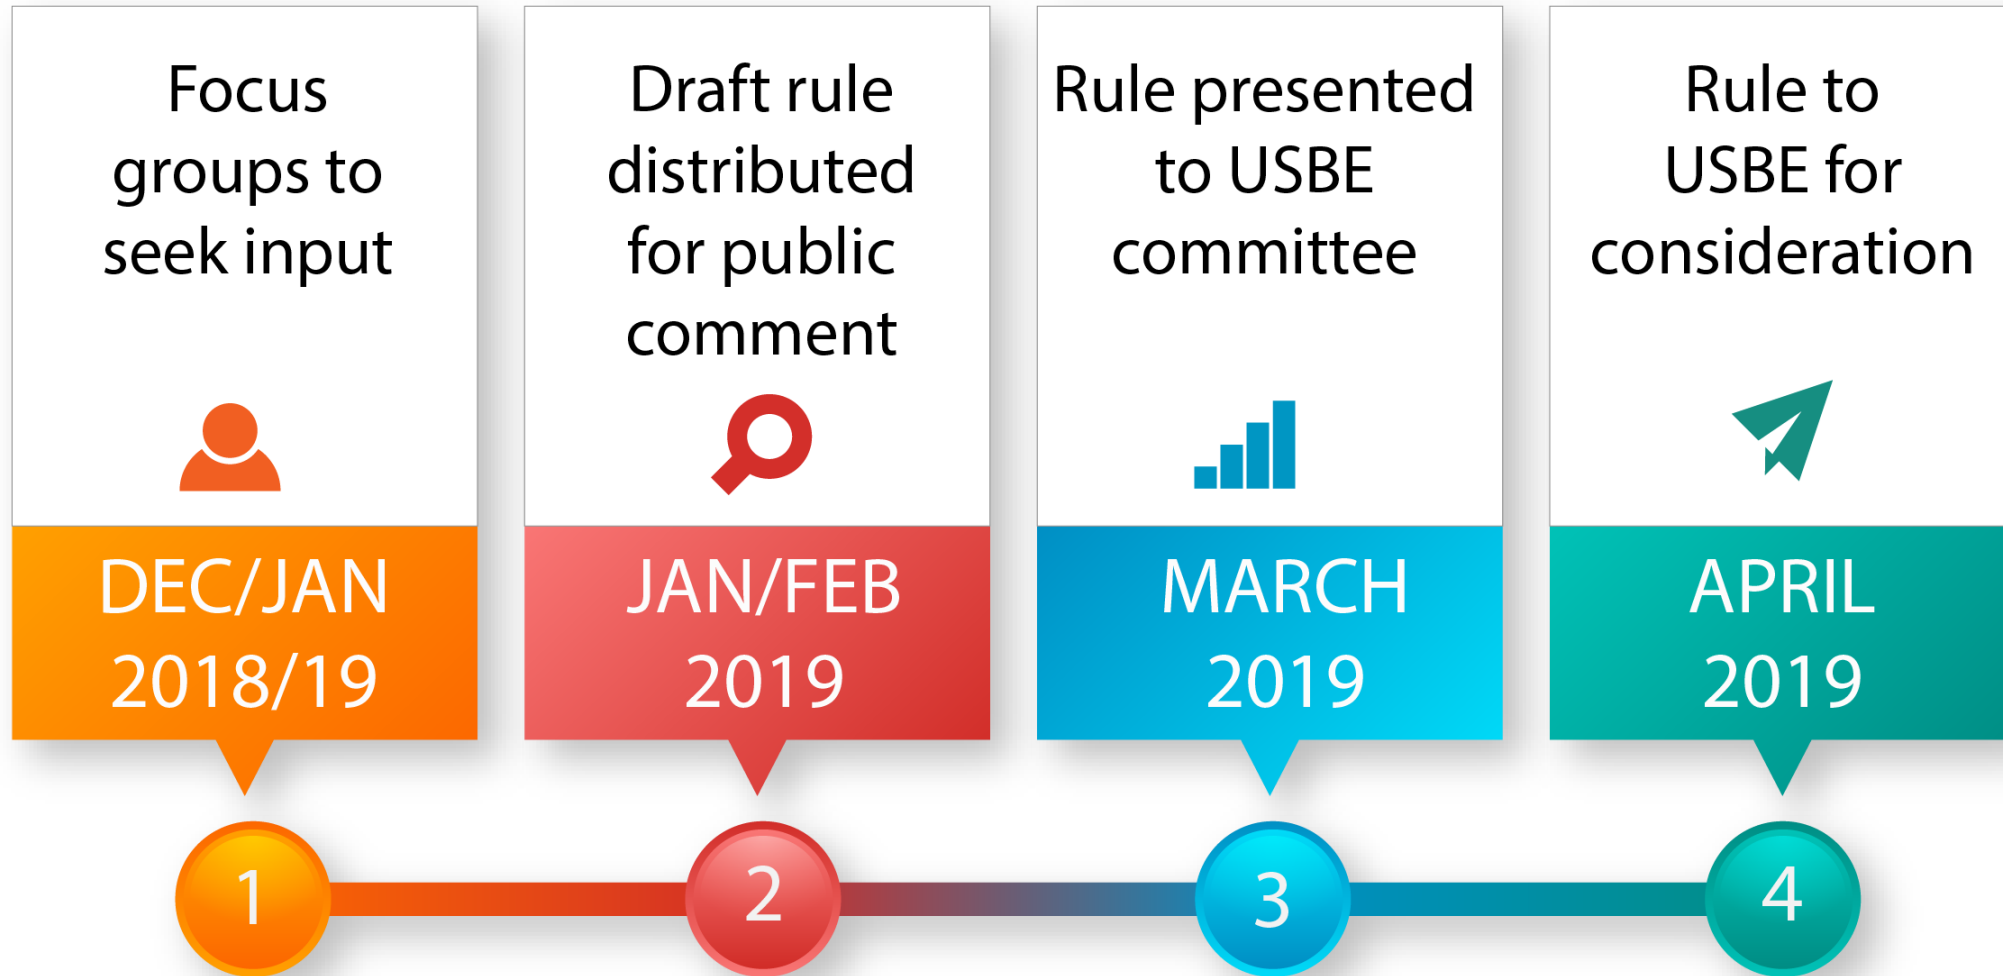 Focus
groups to
seek input
DEC/JAN
2018/19
1
Draft rule
distributed
for public
comment
JAN/FEB
2019
2
Rule presented
to USBE
committee
MARCH
2019
3
Rule to
USBE for
consideration
APRIL
2019
4